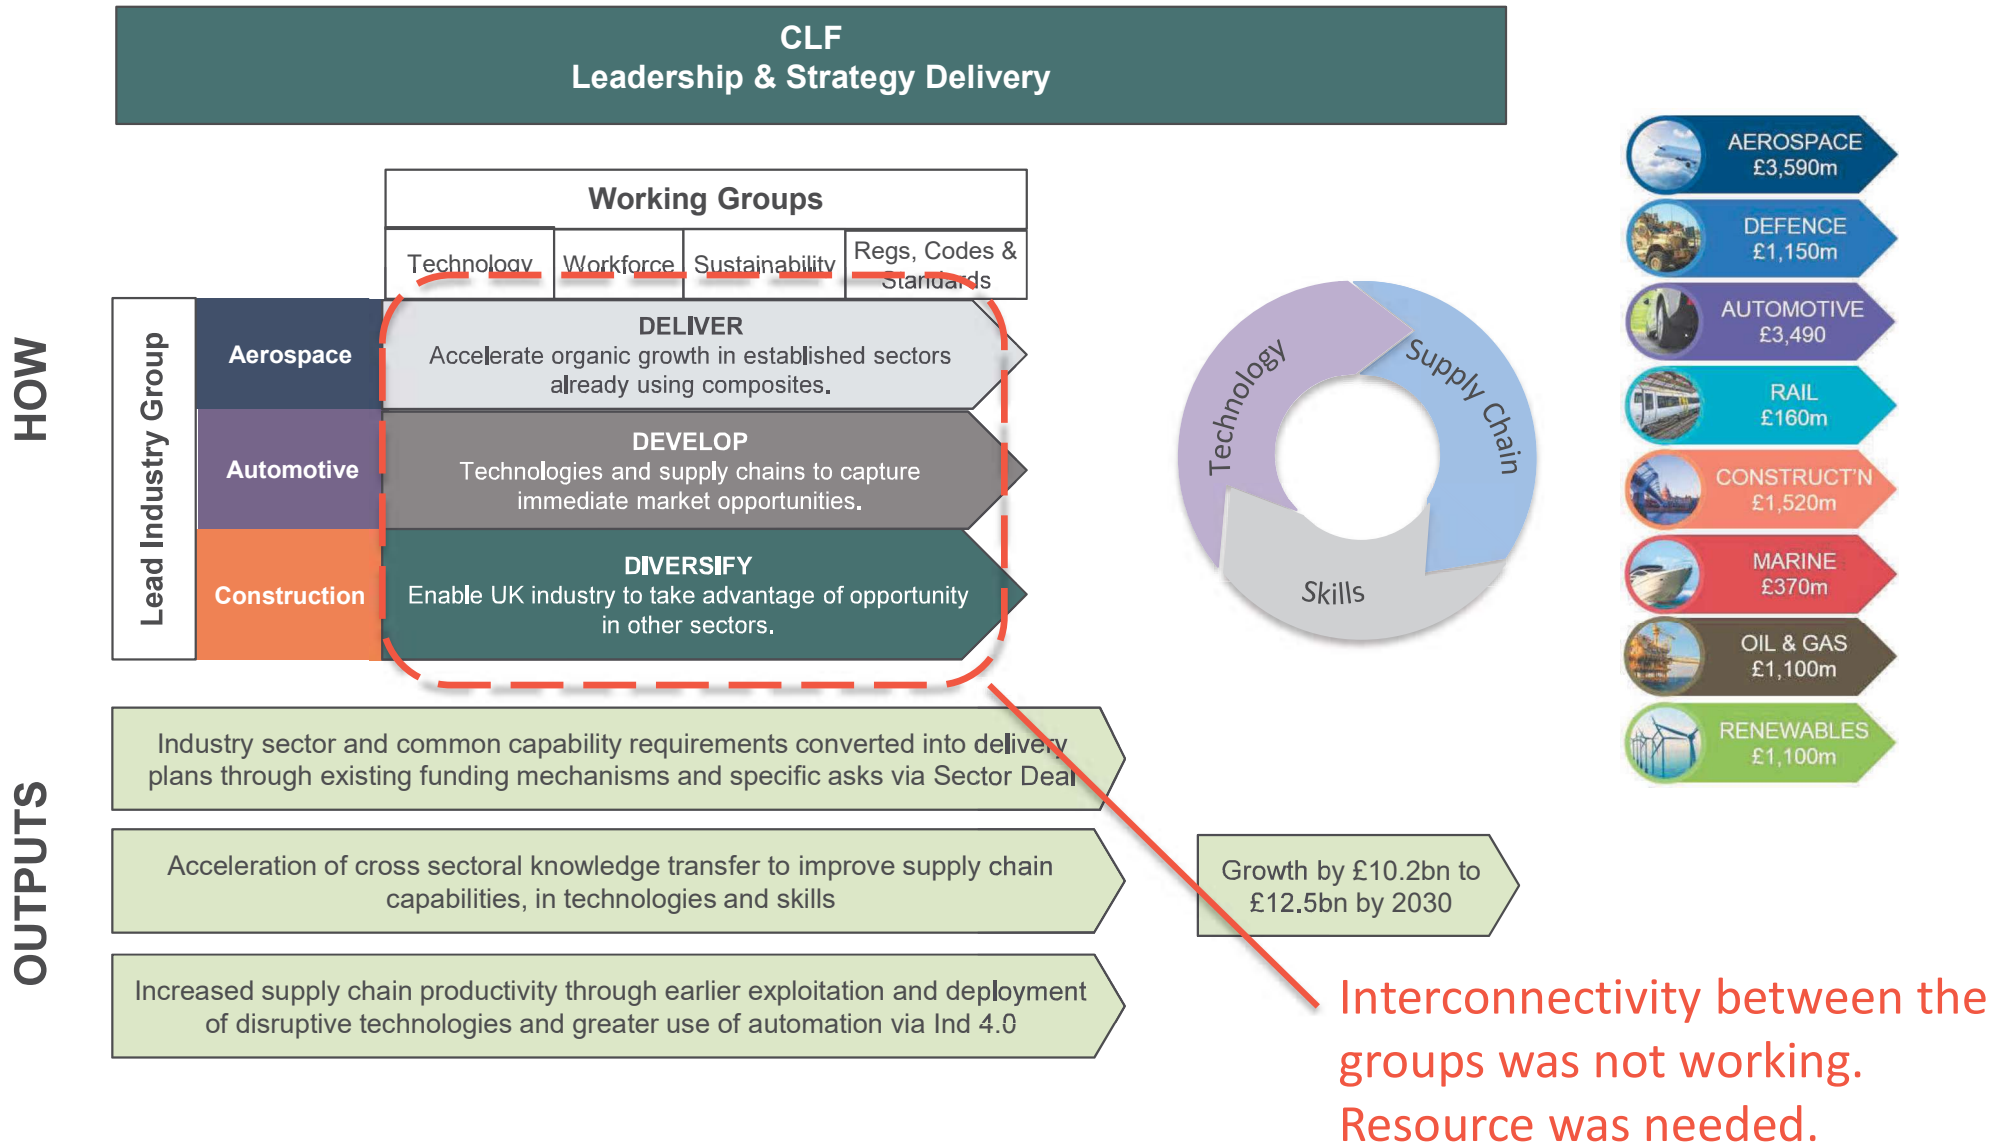 CLF
Leadership & Strategy Delivery
HOW
Working Groups
Technology
Workforce
Sustainability
Regs, Codes &
Standards
Lead Industry Group
Aerospace
DELIVER
Accelerate organic growth in established sectors
already using composites.
Automotive
DEVELOP
Technologies and supply chains to capture
immediate market opportunities.
Construction
DIVERSIFY
Enable UK industry to take advantage of opportunity
in other sectors.
Technology
Supply Chain
Skills
AEROSPACE
£3,590m
DEFENCE
£1,150m
AUTOMOTIVE
£3,490
RAIL
£160m
CONSTRUCT'N
£1,520m
MARINE
£370m
OIL & GAS
£1,100m
RENEWABLES
£1,100m
OUTPUTS
Industry sector and common capability requirements converted into delivery
plans through existing funding mechanisms and specific asks via Sector Deal
Acceleration of cross sectoral knowledge transfer to improve supply chain
capabilities, in technologies and skills
Increased supply chain productivity through earlier exploitation and deployment
of disruptive technologies and greater use of automation via Ind 4.0
Growth by £10.2bn to
£12.5bn by 2030
Interconnectivity between the
groups was not working.
Resource was needed.